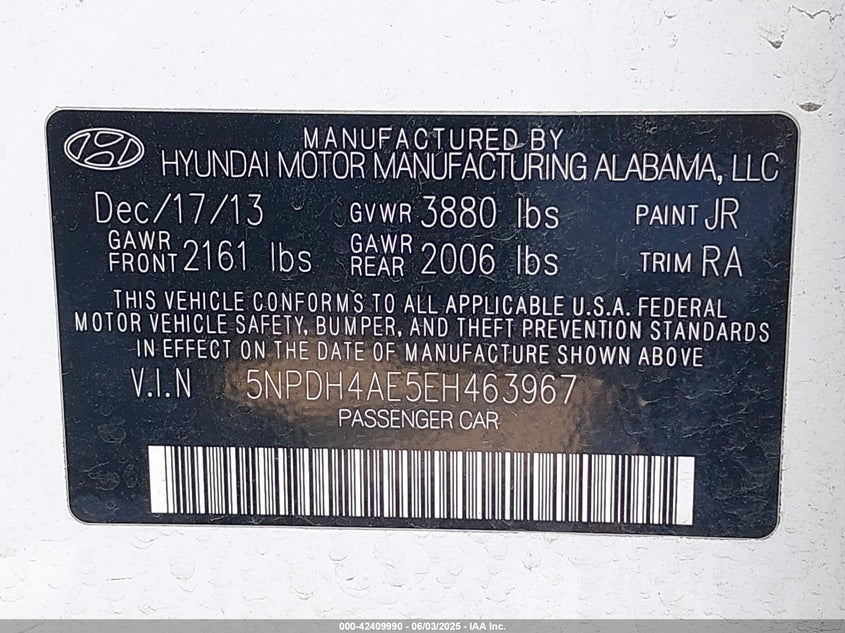 MANUFACTURED BY
HYUNDAI MOTOR MANUFACTURING ALABAMA, LLC
Dec/17/13 GVWR 3880 lbs PAINT JR
GAWR FRONT 2161 lbs GAWR REAR 2006 lbs TRIM RA
THIS VEHICLE CONFORMS TO ALL APPLICABLE U.S.A. FEDERAL
MOTOR VEHICLE SAFETY, BUMPER, AND THEFT PREVENTION STANDARDS
IN EFFECT ON THE DATE OF MANUFACTURE SHOWN ABOVE
V.I.N 5NPDH4AE5EH463967
PASSENGER CAR
000-42409990 - 06/03/2025 - IAA Inc.